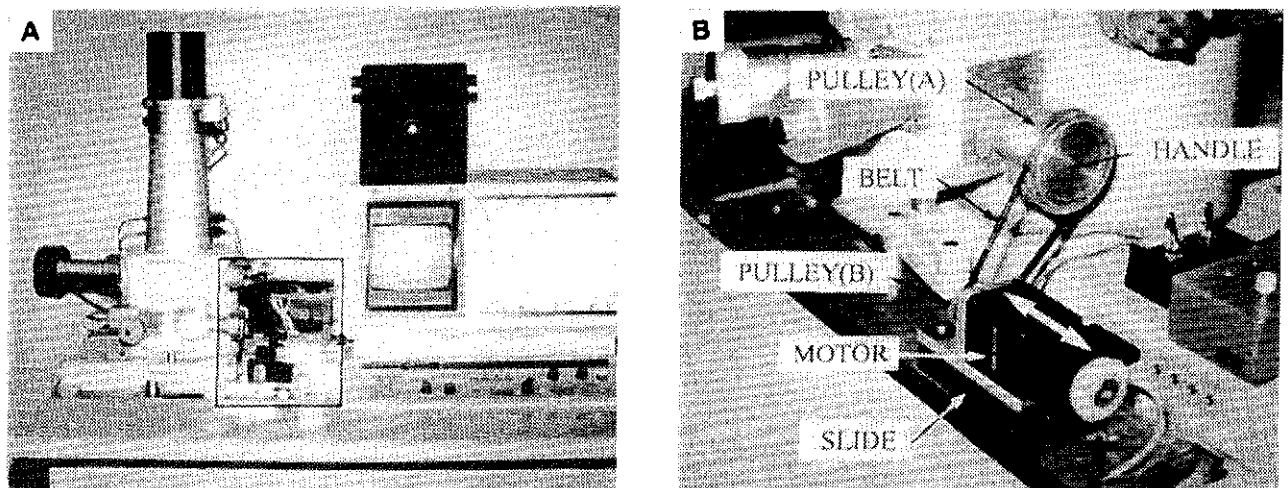 A
B
PULLEY(A)
HANDLE
BELT
PULLEY(B)
MOTOR
SLIDE